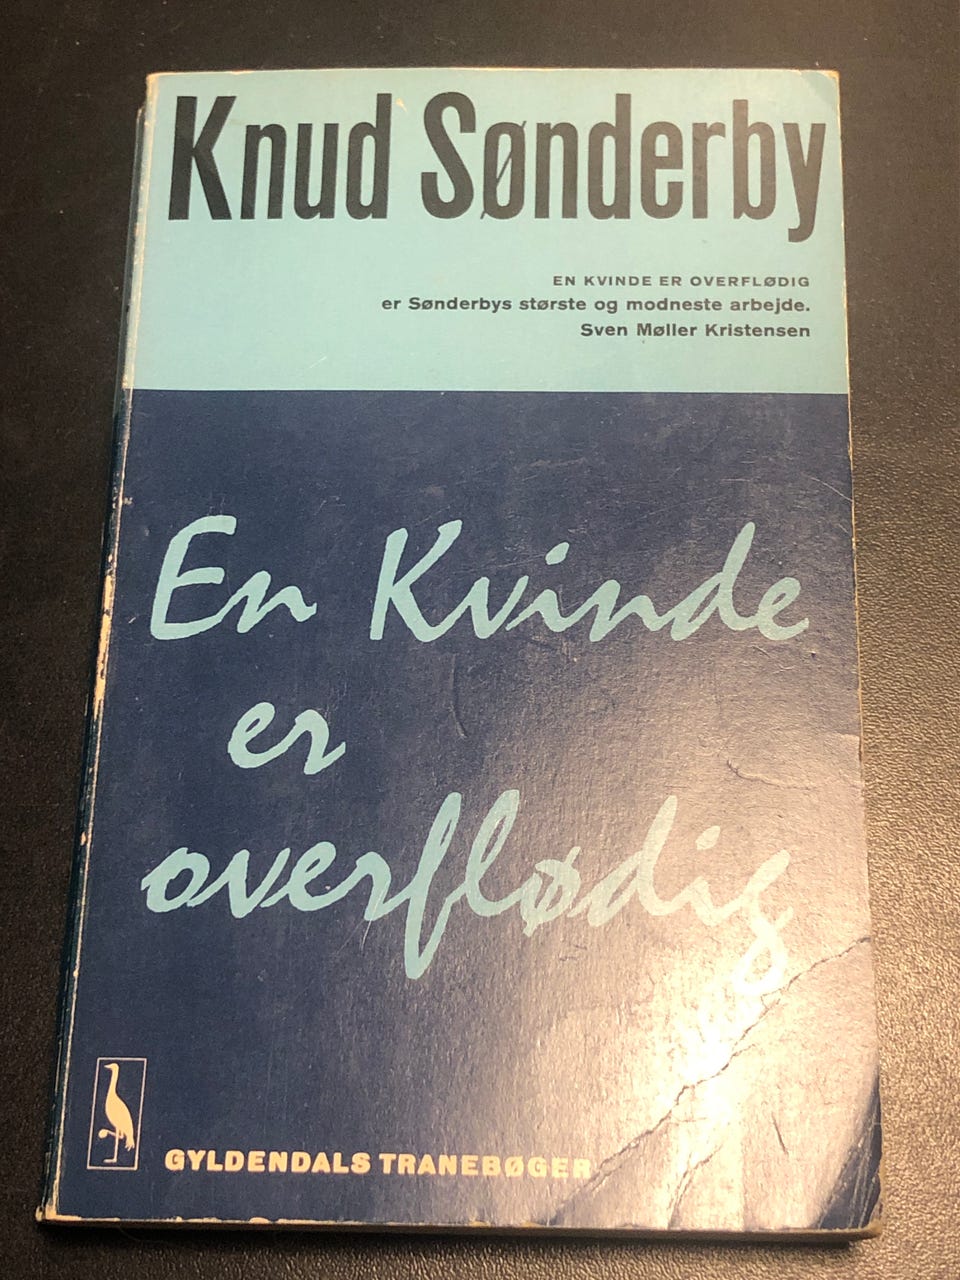 Knud Sønderby
EN KVINDE ER OVERFLØDIG
er Sønderbys største og modneste arbejde.
Sven Møller Kristensen
En Kvinde
er
overflødig
GYLDENDALS TRANEBØGER